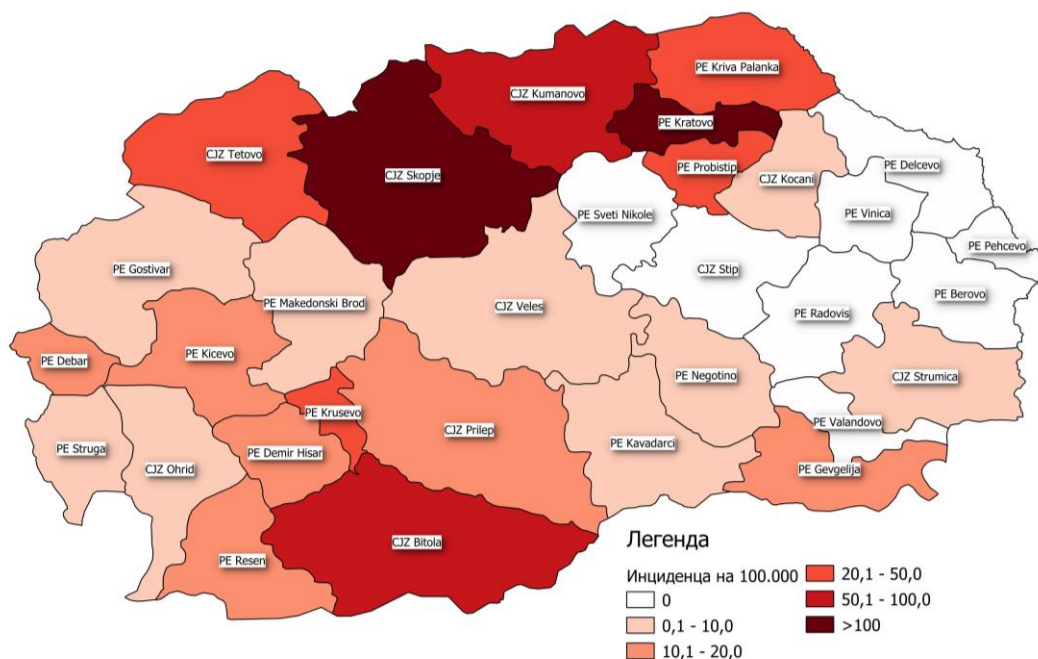 PE Kriva Palanka
CJZ Kumanovo
PE Kratovo
CJZ Tetovo
PE Probistip
CJZ Skopje
CJZ Kocani
PE Delcevo
PE Sveti Nikole
PE Vinica
PE Pehcevo
PE Gostivar
CJZ Stip
PE Berovo
PE Makedonski Brod
CJZ Veles
PE Radovis
PE Debar
PE Kicevo
PE Negotino
CJZ Strumica
PE Krusevo
PE Valandovo
CJZ Prilep
PE Kavadarci
PE Struga
PE Demir Hisar
CJZ Ohrid
PE Gevgelija
CJZ Bitola
PE Resen
Легенда
Инциденца на 100.000
0
0,1 - 10,0
10,1 - 20,0
20,1 - 50,0
50,1 - 100,0
>100